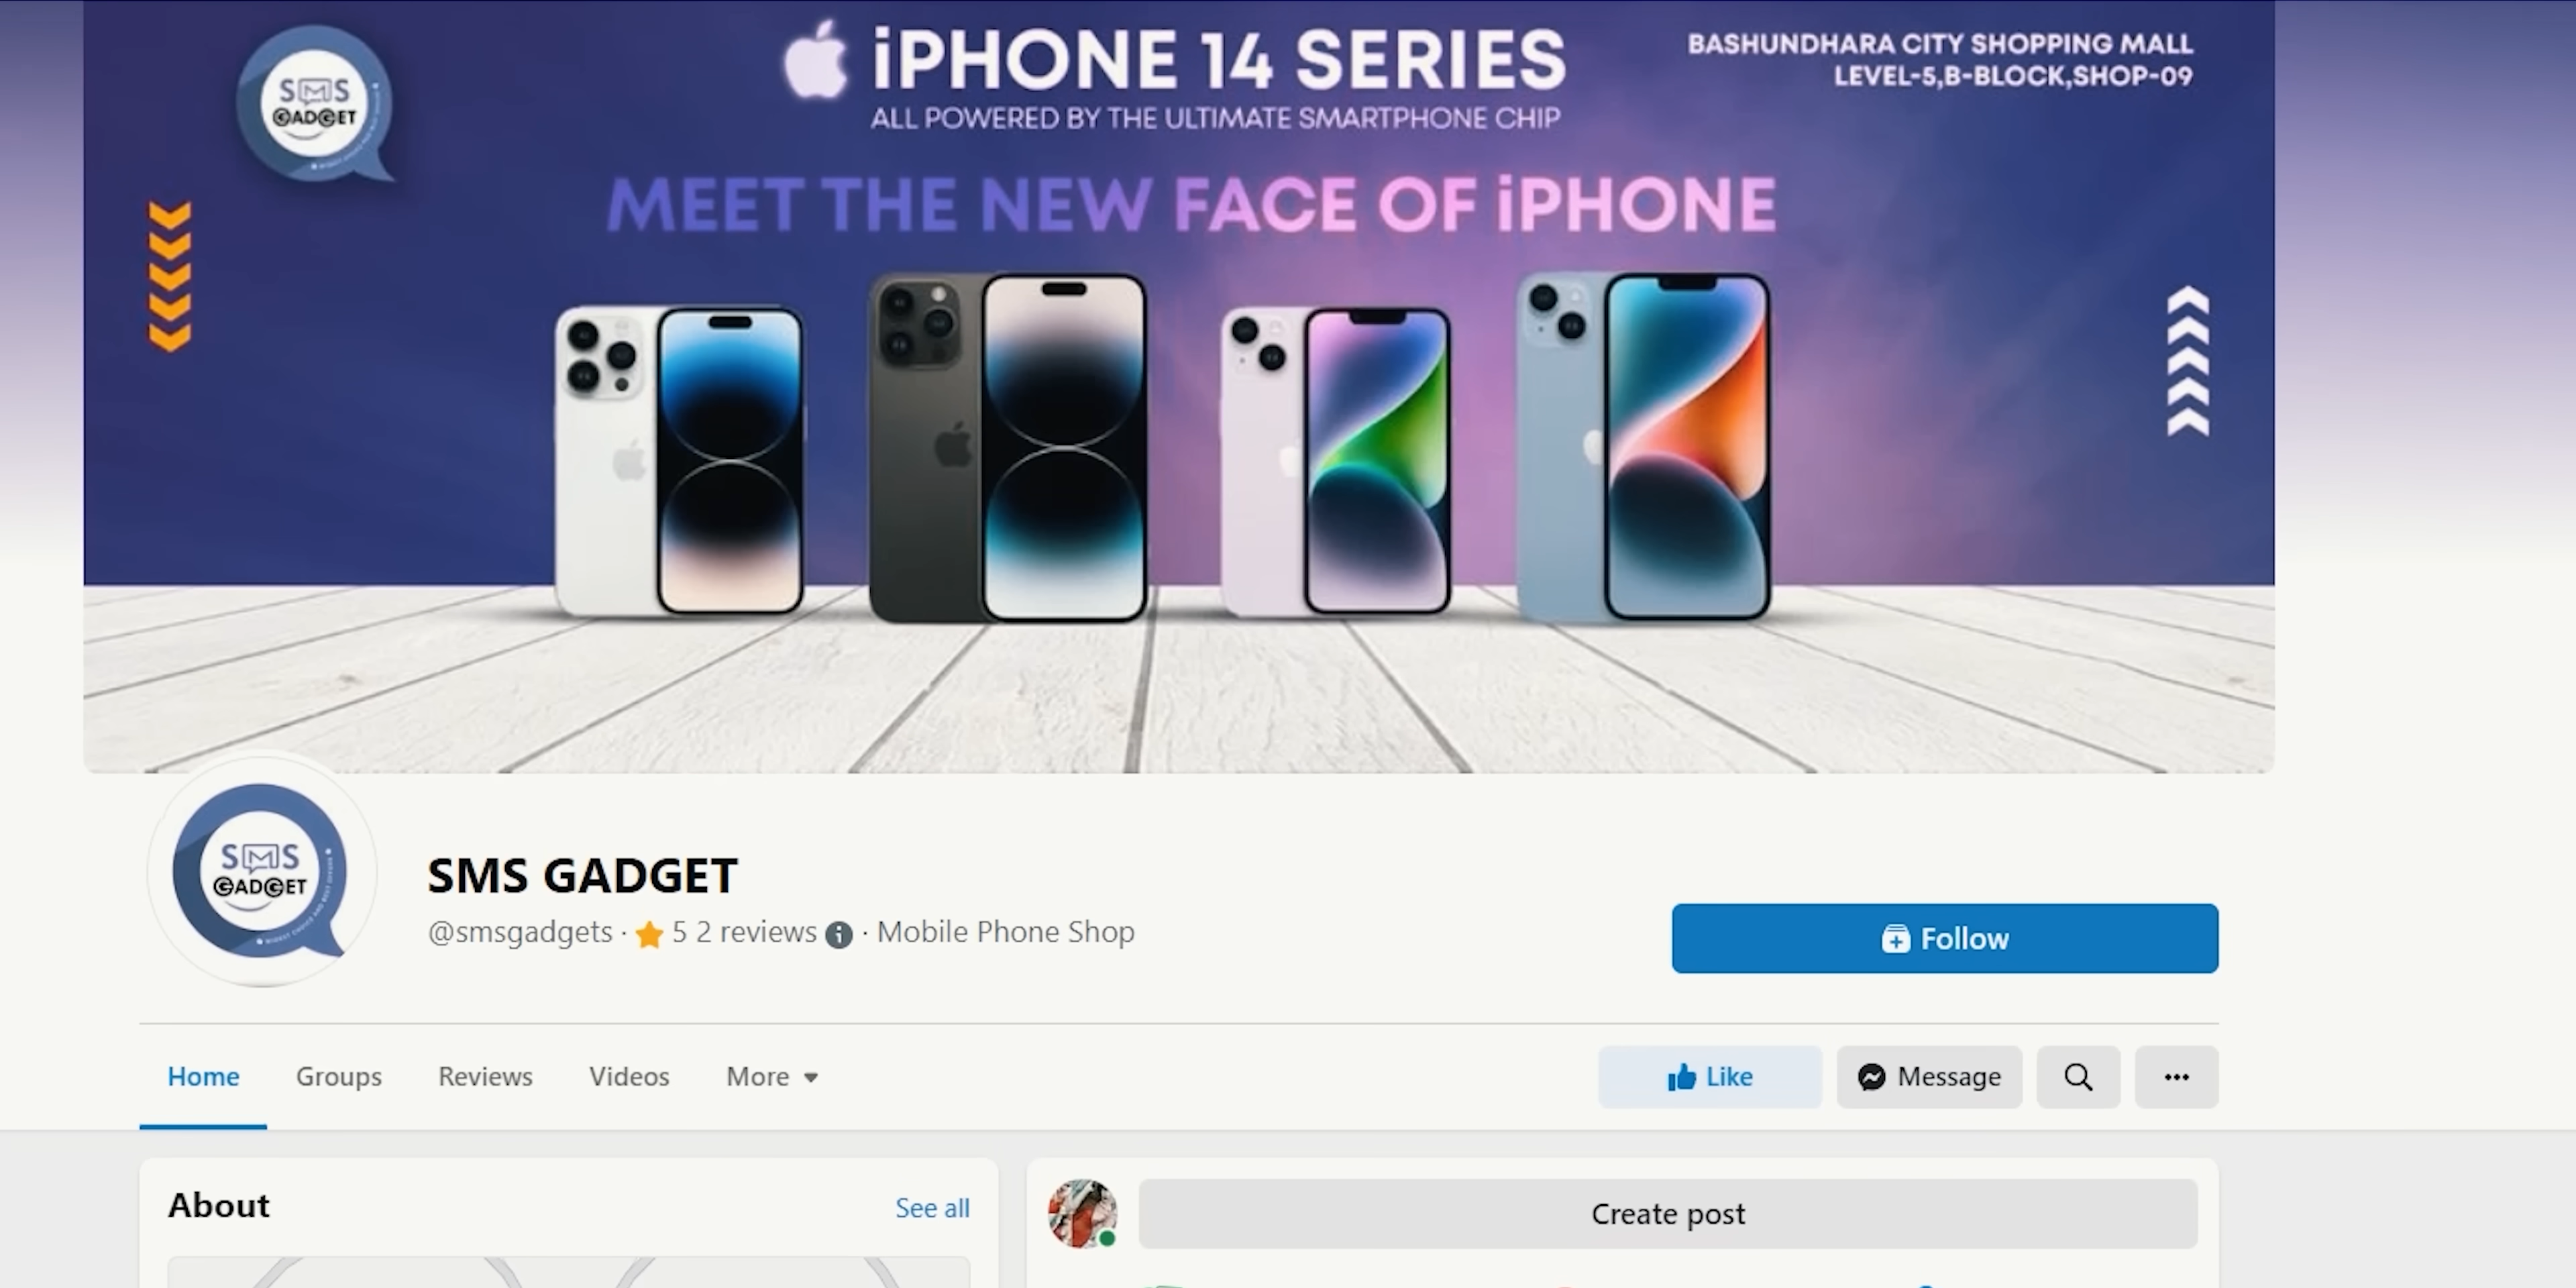 SMS
GADGET
iPHONE 14 SERIES
ALL POWERED BY THE ULTIMATE SMARTPHONE CHIP
BASHUNDHARA CITY SHOPPING MALL
LEVEL-5,B-BLOCK,SHOP-09
MEET THE NEW FACE OF iPHONE
SMS
GADGET
SMS GADGET
@smsgadgets · 5 2 reviews · Mobile Phone Shop
Follow
Home Groups Reviews Videos More
Like Message
About See all
Create post